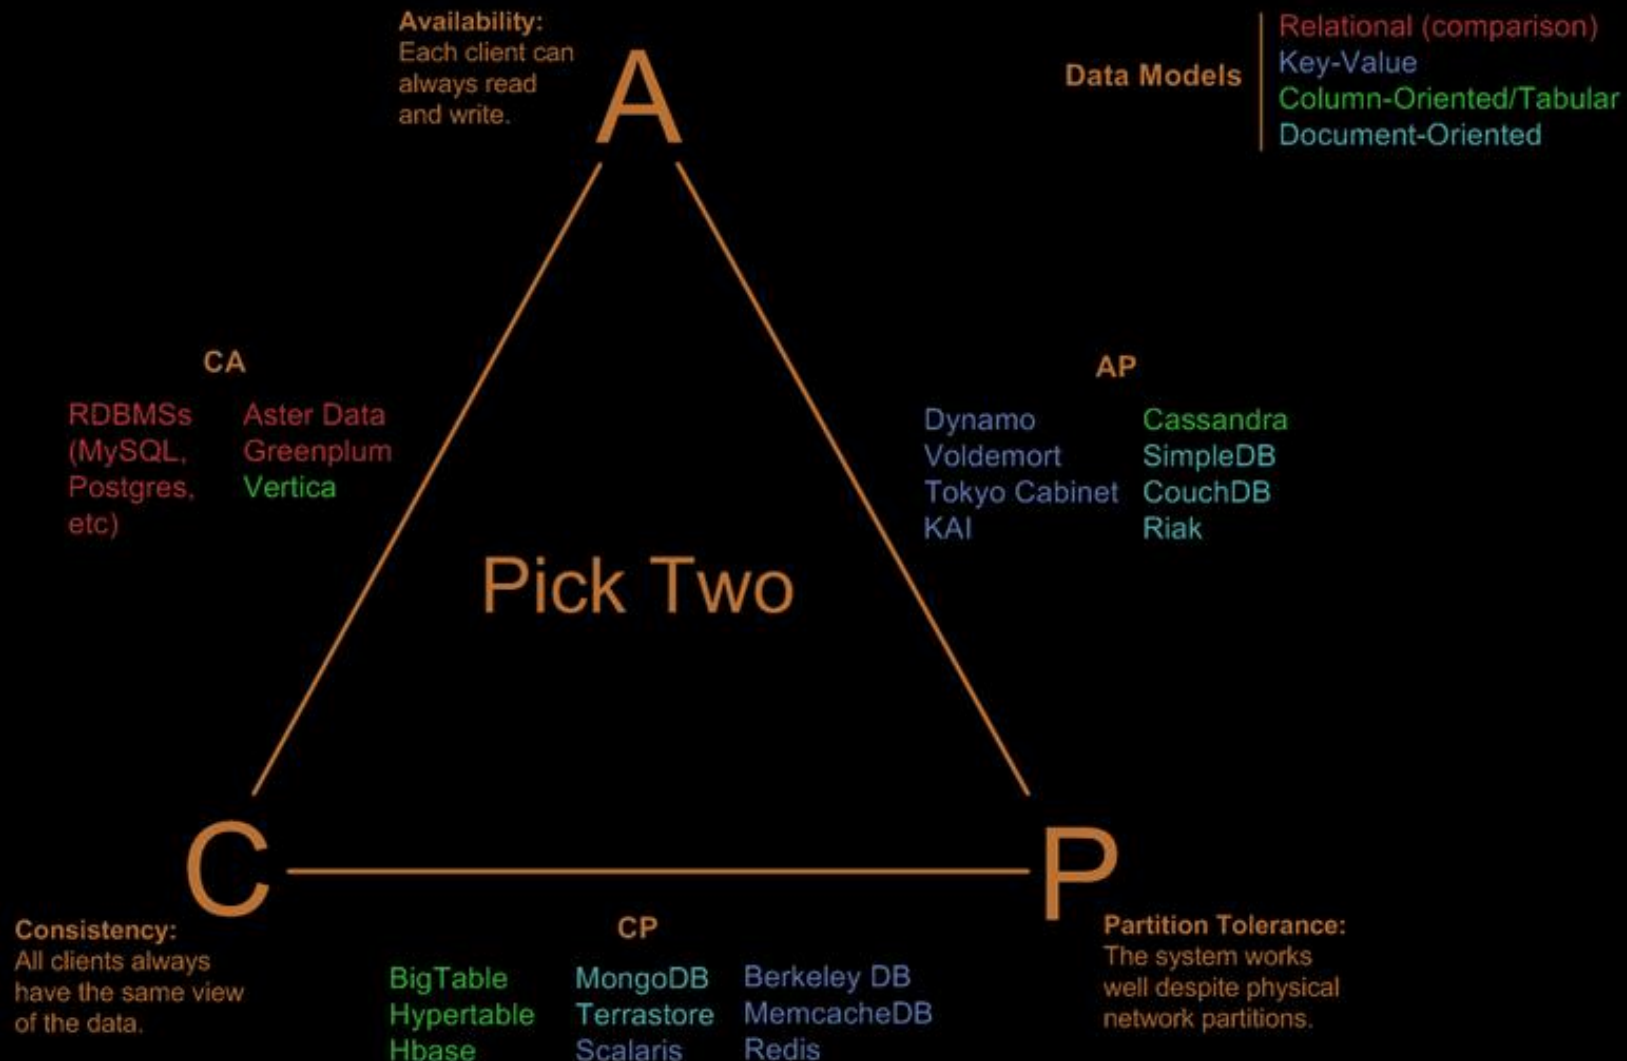 Availability:
Each client can
always read
and write.
A
Data Models
Relational (comparison)
Key-Value
Column-Oriented/Tabular
Document-Oriented
CA
RDBMSs
(MySQL,
Postgres,
etc)
Aster Data
Greenplum
Vertica
AP
Dynamo
Voldemort
Tokyo Cabinet
KAI
Cassandra
SimpleDB
CouchDB
Riak
Pick Two
C
Consistency:
All clients always
have the same view
of the data.
CP
BigTable
Hypertable
Hbase
MongoDB
Terrastore
Scalaris
Berkeley DB
MemcacheDB
Redis
P
Partition Tolerance:
The system works
well despite physical
network partitions.